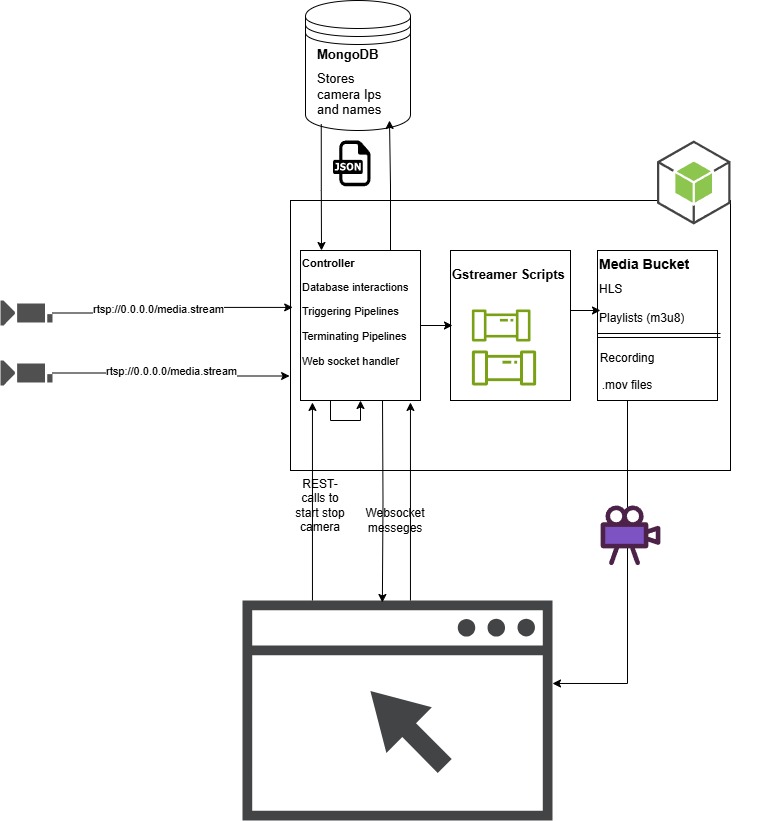 MongoDB
Stores
camera Ips
and names
JSON
Controller
Database interactions
Triggering Pipelines
Terminating Pipelines
Web socket handler
Gstreamer Scripts
Media Bucket
HLS
Playlists (m3u8)
Recording
.mov files
rtsp://0.0.0.0/media.stream
rtsp://0.0.0.0/media.stream
REST-
calls to
start stop
camera
Websocket
messeges